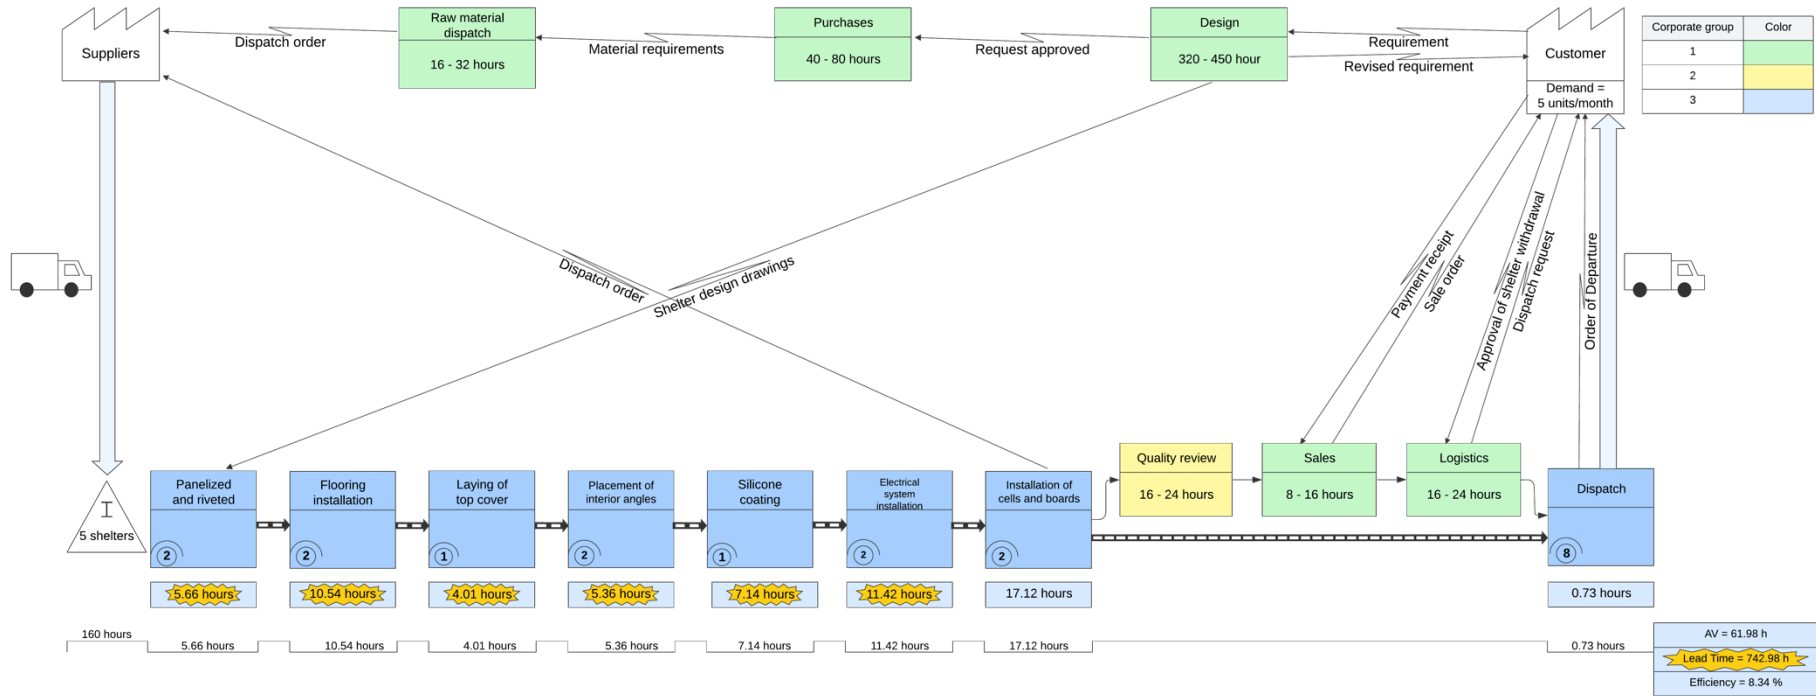 Suppliers
Dispatch order
Raw material
dispatch
16 - 32 hours
Material requirements
Purchases
40 - 80 hours
Request approved
Design
320 - 450 hour
Requirement
Revised requirement
Customer
Demand =
5 units/month
Corporate group
Color
1
2
3
Dispatch order
Shelter design drawings
Payment receipt
Sale order
Approval of shelter withdrawal
Dispatch request
Order of Departure
I
5 shelters
Panelized
and riveted
2
Flooring
installation
2
Laying of
top cover
1
Placement of
interior angles
2
Silicone
coating
1
Electrical
system
installation
2
Installation of
cells and boards
2
Quality review
16 - 24 hours
Sales
8 - 16 hours
Logistics
16 - 24 hours
Dispatch
8
5.66 hours
10.54 hours
4.01 hours
5.36 hours
7.14 hours
11.42 hours
17.12 hours
0.73 hours
160 hours
5.66 hours
10.54 hours
4.01 hours
5.36 hours
7.14 hours
11.42 hours
17.12 hours
0.73 hours
AV = 61.98 h
Lead Time = 742.98 h
Efficiency = 8.34 %